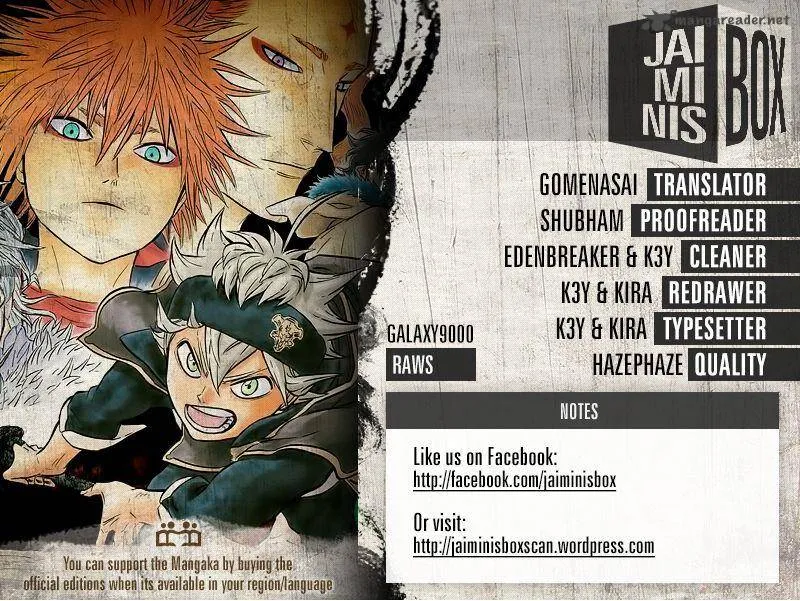 mangareader.net
JAI
MI
NIS
BOX
GOMENASAI TRANSLATOR
SHUBHAM PROOFREADER
EDENBREAKER & K3Y CLEANER
K3Y & KIRA REDRAWER
K3Y & KIRA TYPESETTER
HAZEPHAZE QUALITY
GALAXY9000
RAWS
NOTES
Like us on Facebook:
http://facebook.com/jaiminisbox
Or visit:
http://jaiminisboxscan.wordpress.com
You can support the Mangaka by buying the
official editions when its available in your region/language